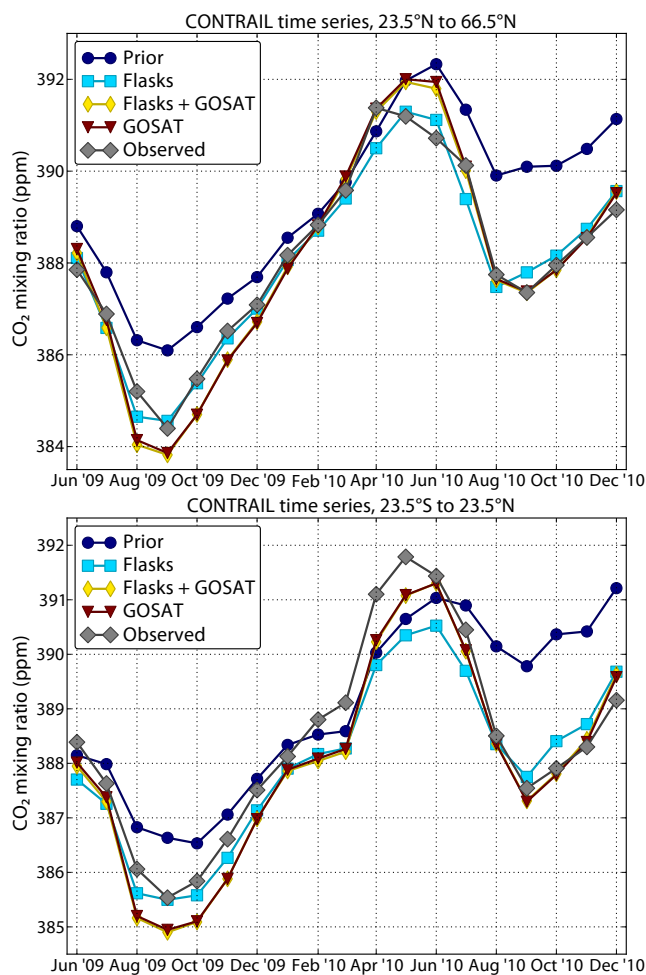 CONTRAIL time series, 23.5°N to 66.5°N
CO₂ mixing ratio (ppm)
392
390
388
386
384
Prior
Flasks
Flasks + GOSAT
GOSAT
Observed
Jun '09 Aug '09 Oct '09 Dec '09 Feb '10 Apr '10 Jun '10 Aug '10 Oct '10 Dec '10
CONTRAIL time series, 23.5°S to 23.5°N
CO₂ mixing ratio (ppm)
392
391
390
389
388
387
386
385
Prior
Flasks
Flasks + GOSAT
GOSAT
Observed
Jun '09 Aug '09 Oct '09 Dec '09 Feb '10 Apr '10 Jun '10 Aug '10 Oct '10 Dec '10